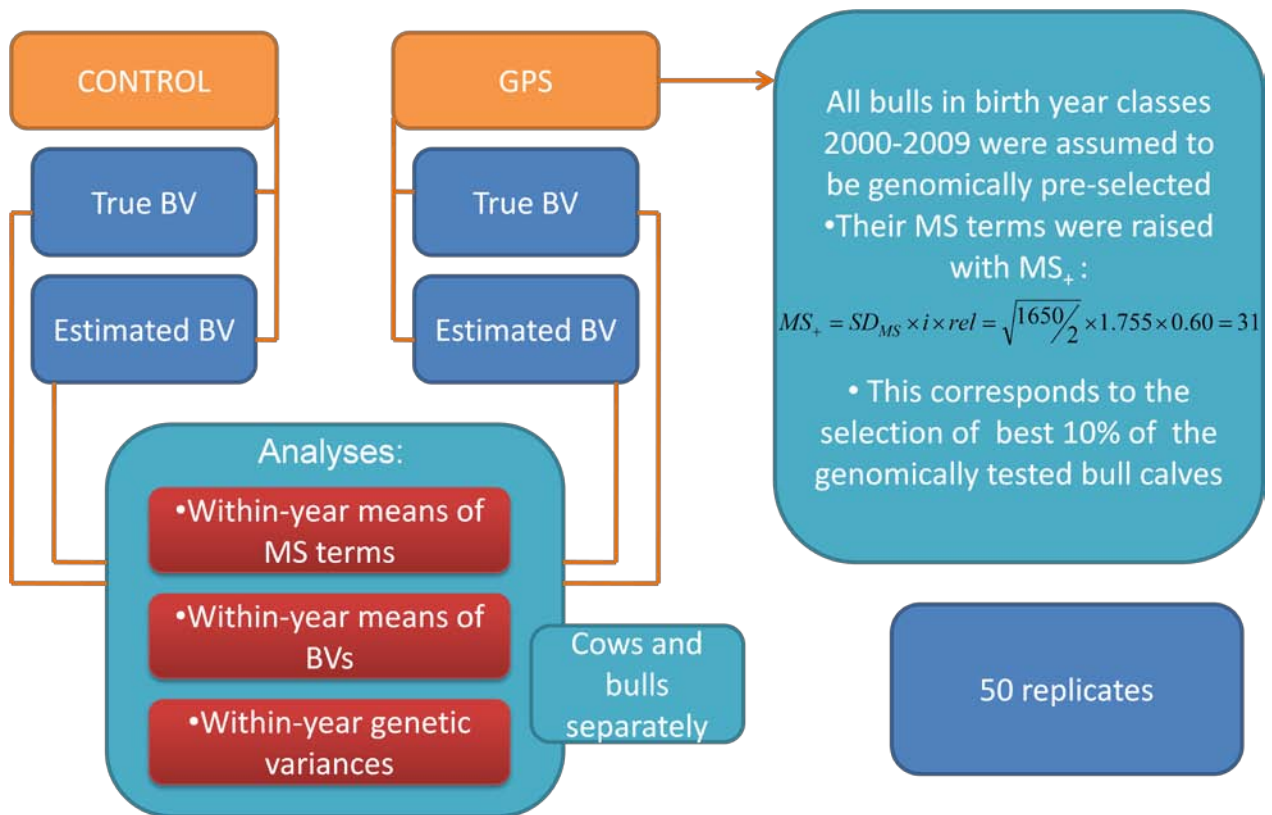 CONTROL
True BV
Estimated BV
GPS
True BV
Estimated BV
All bulls in birth year classes
2000-2009 were assumed to
be genomically pre-selected
•Their MS terms were raised
with MS₊ :
MS₊ = SD_MS × i × rel = √1650/2 × 1.755 × 0.60 = 31
• This corresponds to the
selection of best 10% of the
genomically tested bull calves
Analyses:
•Within-year means of
MS terms
•Within-year means of
BVs
•Within-year genetic
variances
Cows and
bulls
separately
50 replicates